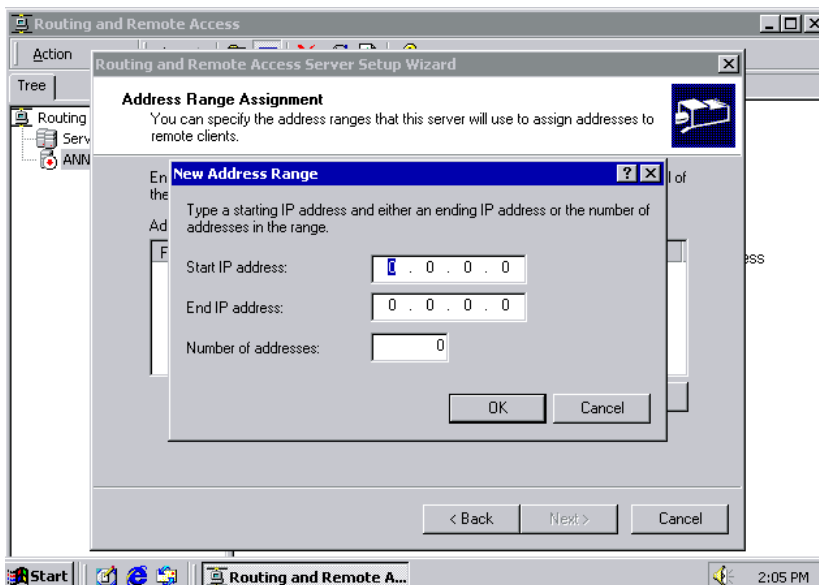 Routing and Remote Access
Action
Tree
Routing
Serv
ANN
Routing and Remote Access Server Setup Wizard
Address Range Assignment
You can specify the address ranges that this server will use to assign addresses to
remote clients.
En
l of
the
Ad
F
ess
New Address Range
Type a starting IP address and either an ending IP address or the number of
addresses in the range.
Start IP address: 0 . 0 . 0 . 0
End IP address: 0 . 0 . 0 . 0
Number of addresses: 0
OK Cancel
< Back Next > Cancel
Start Routing and Remote A... 2:05 PM